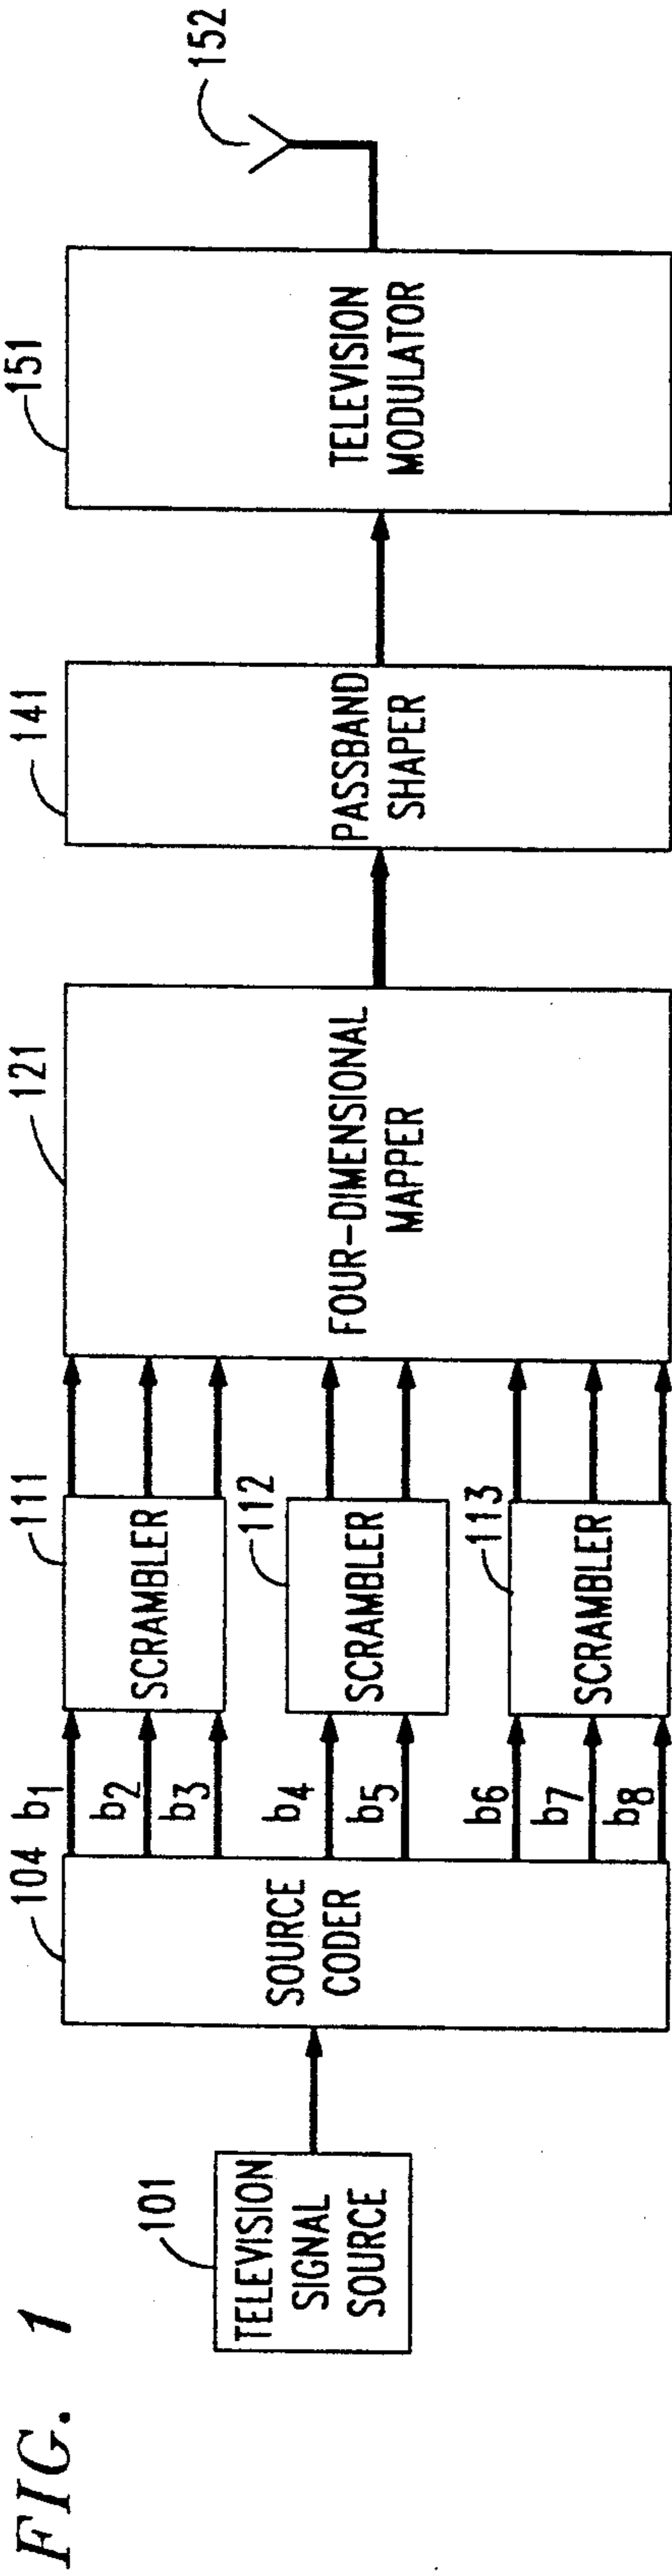 FIG. 1
101
TELEVISION
SIGNAL
SOURCE
104
SOURCE
CODER
b1
b2
b3
b4
b5
b6
b7
b8
111
SCRAMBLER
112
SCRAMBLER
113
SCRAMBLER
121
FOUR-DIMENSIONAL
MAPPER
141
PASSBAND
SHAPER
151
TELEVISION
MODULATOR
152